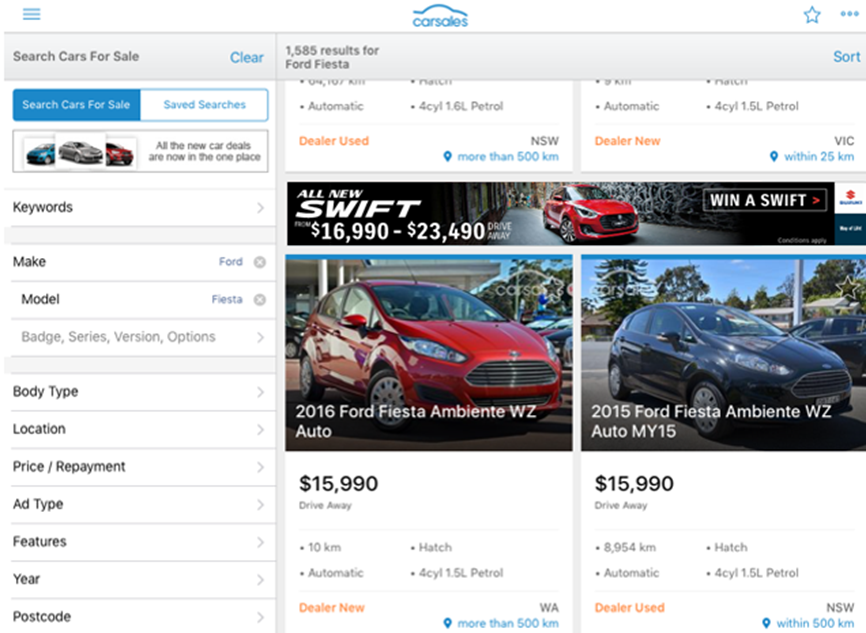 carsales
Search Cars For Sale
Clear
Search Cars For Sale
Saved Searches
All the new car deals
are now in the one place
Keywords
Make
Ford
Model
Fiesta
Badge, Series, Version, Options
Body Type
Location
Price / Repayment
Ad Type
Features
Year
Postcode
1,585 results for
Ford Fiesta
Sort
• 64,167 km
• Hatch
• Automatic
• 4cyl 1.6L Petrol
Dealer Used
NSW
more than 500 km
• 9 km
• Hatch
• Automatic
• 4cyl 1.5L Petrol
Dealer New
VIC
within 25 km
ALL NEW
SWIFT
FROM $16,990 - $23,490 DRIVE
AWAY
WIN A SWIFT >
Conditions apply
SUZUKI
carsales
2016 Ford Fiesta Ambiente WZ
Auto
$15,990
Drive Away
• 10 km
• Hatch
• Automatic
• 4cyl 1.5L Petrol
Dealer New
WA
more than 500 km
carsales
2015 Ford Fiesta Ambiente WZ
Auto MY15
$15,990
Drive Away
• 8,954 km
• Hatch
• Automatic
• 4cyl 1.5L Petrol
Dealer Used
NSW
within 500 km